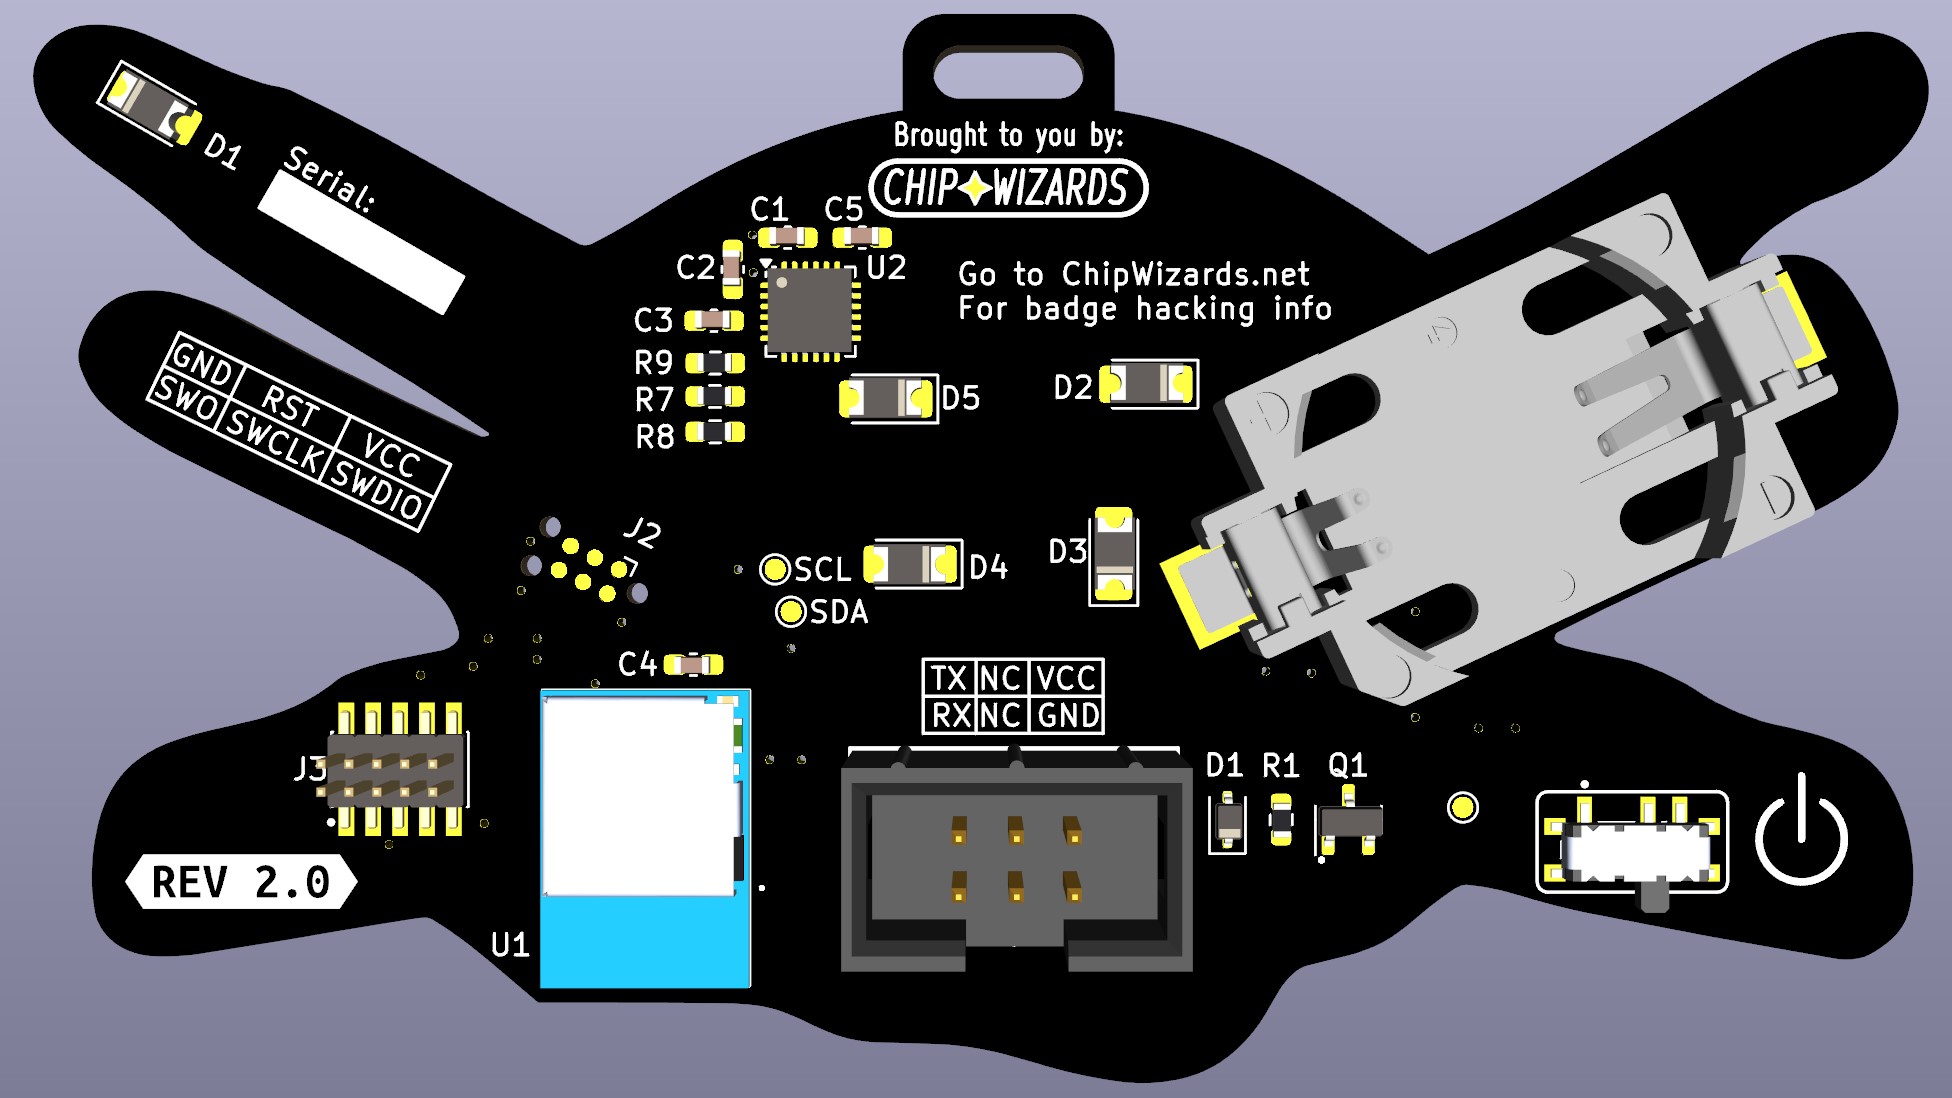 Brought to you by:
CHIP WIZARDS
D1
Serial:
C1 C5
C2
U2
Go to ChipWizards.net
For badge hacking info
C3
R9
R7
R8
D5
D2
GND RST VCC
SWO SWCLK SWDIO
J2
SCL
SDA
D4
D3
C4
TX NC VCC
RX NC GND
J3
D1 R1 Q1
REV 2.0
U1